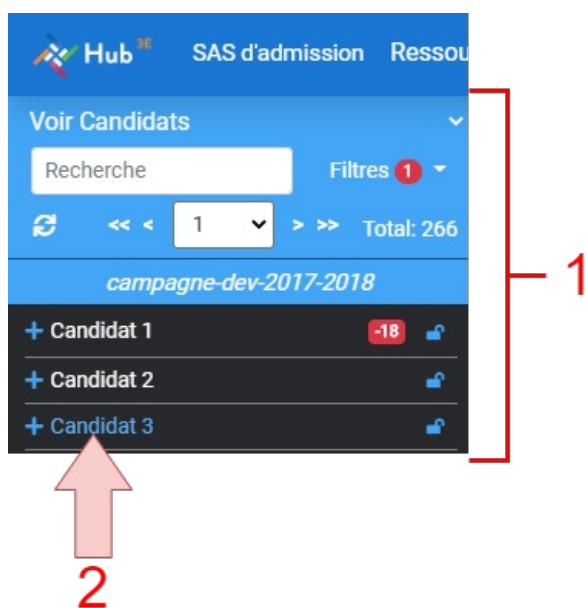 Hub 3E SAS d'admission Ressou
Voir Candidats
Recherche Filtres 1
<< < 1 > >> Total: 266
campagne-dev-2017-2018
+ Candidat 1 -18
+ Candidat 2
+ Candidat 3
1
2